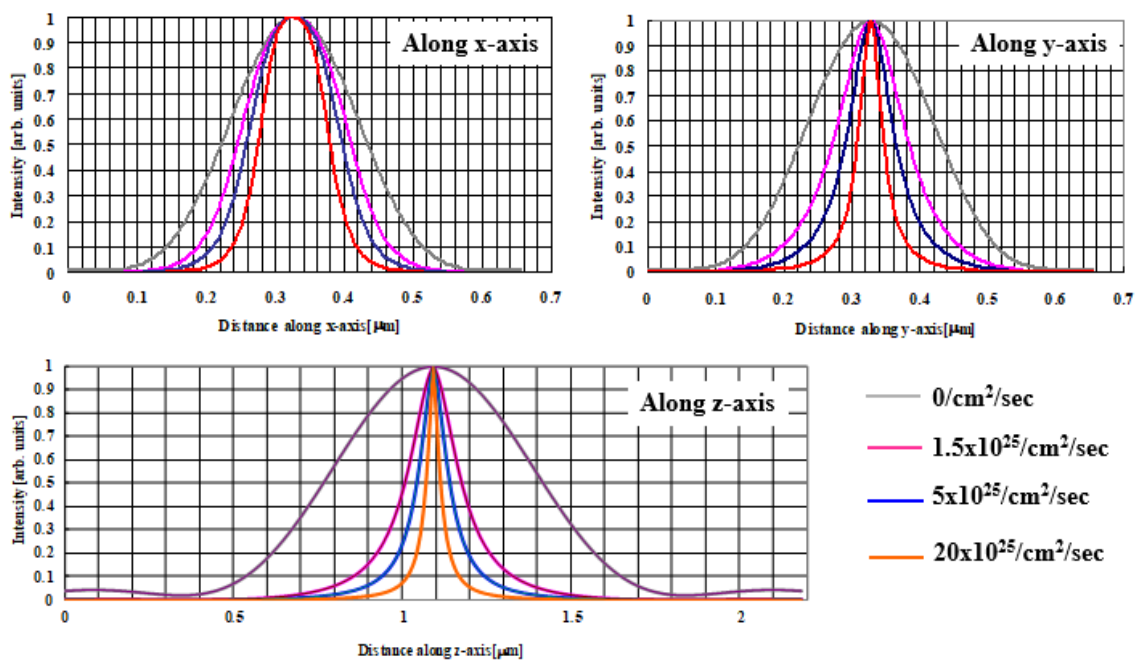 Along x-axis
Intensity [arb. units]
1
0.9
0.8
0.7
0.6
0.5
0.4
0.3
0.2
0.1
0
0 0.1 0.2 0.3 0.4 0.5 0.6 0.7
Distance along x-axis[μm]
Along y-axis
Intensity [arb. units]
1
0.9
0.8
0.7
0.6
0.5
0.4
0.3
0.2
0.1
0
0 0.1 0.2 0.3 0.4 0.5 0.6 0.7
Distance along y-axis[μm]
Along z-axis
Intensity [arb. units]
1
0.9
0.8
0.7
0.6
0.5
0.4
0.3
0.2
0.1
0
0 0.5 1 1.5 2
Distance along z-axis[μm]
0/cm²/sec
1.5x10²⁵/cm²/sec
5x10²⁵/cm²/sec
20x10²⁵/cm²/sec